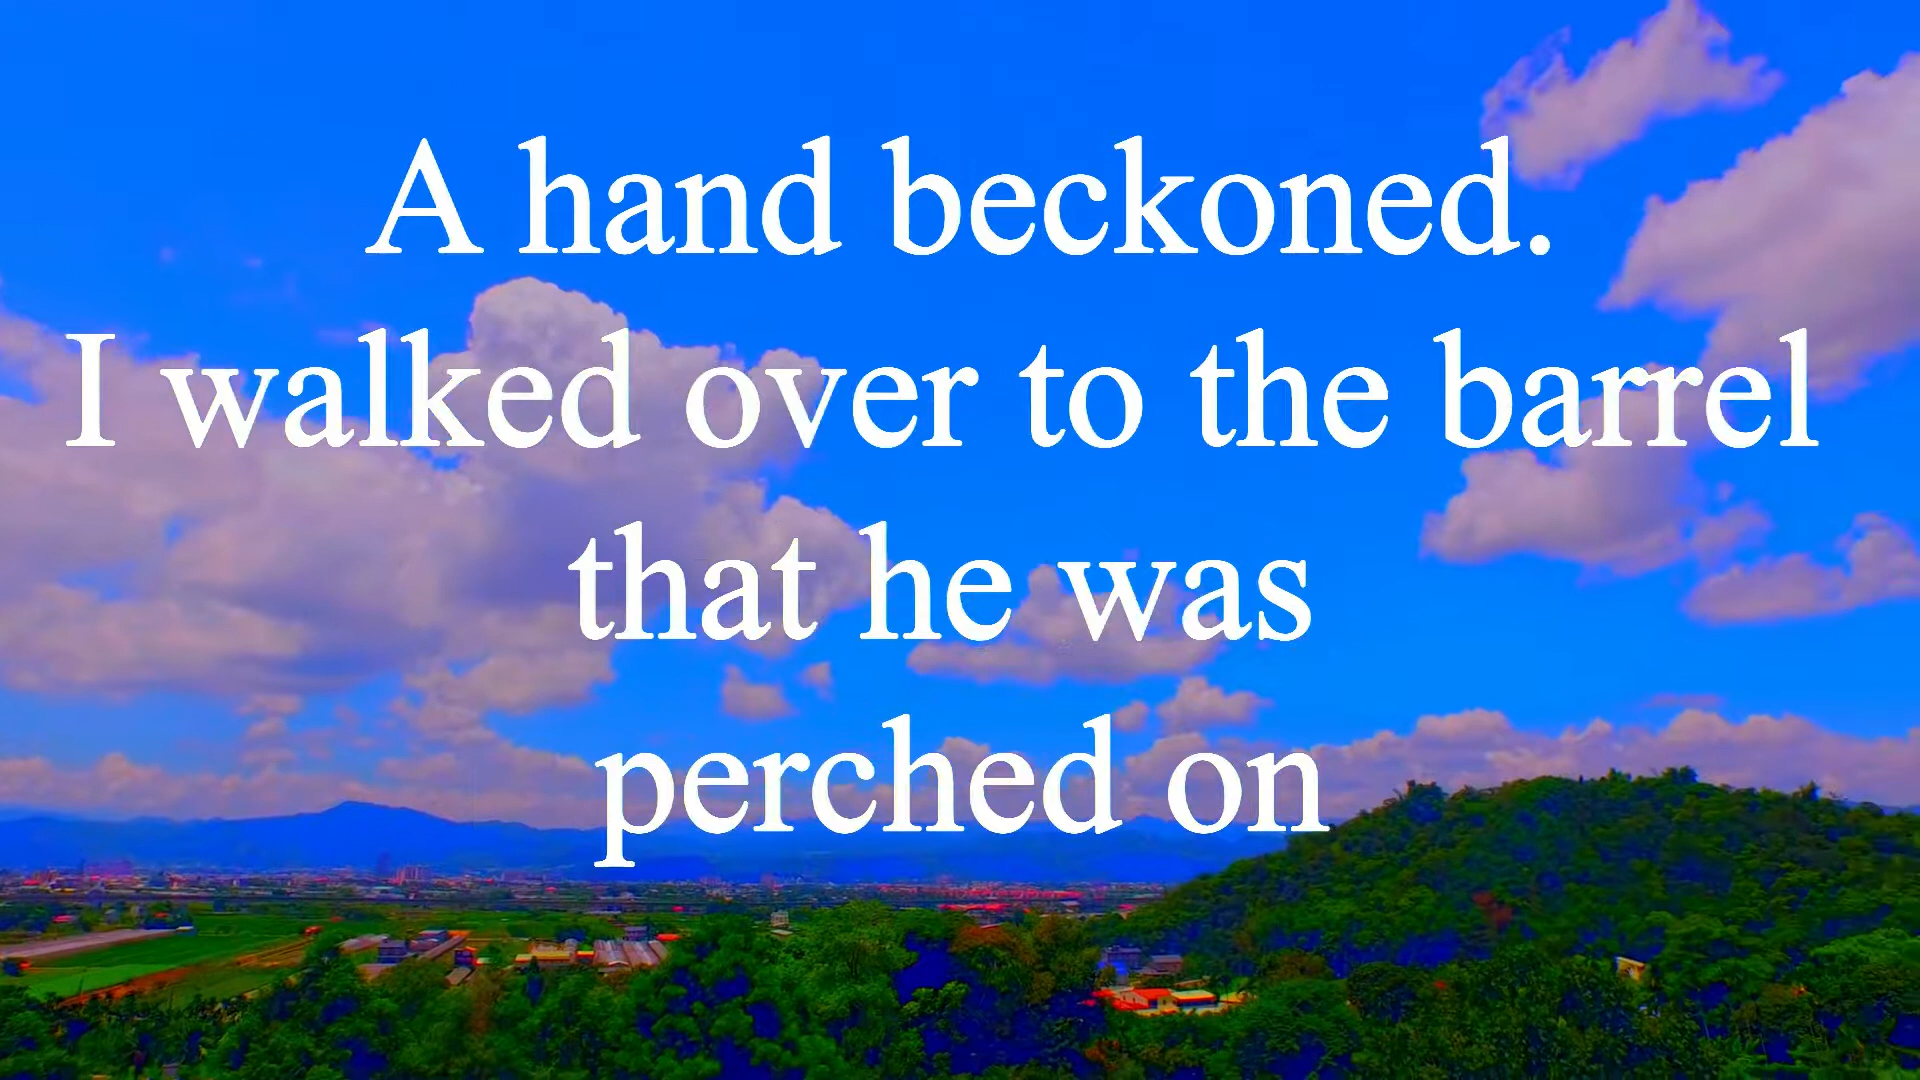 A hand beckoned.
I walked over to the barrel
that he was
perched on